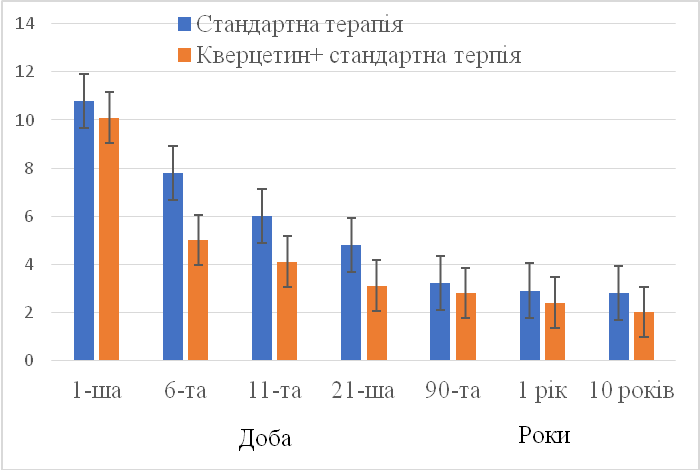 Стандартна терапія
Кверцетин+ стандартна терпія
14
12
10
8
6
4
2
0
1-ша 6-та 11-та 21-ша 90-та 1 рік 10 років
Доба Роки